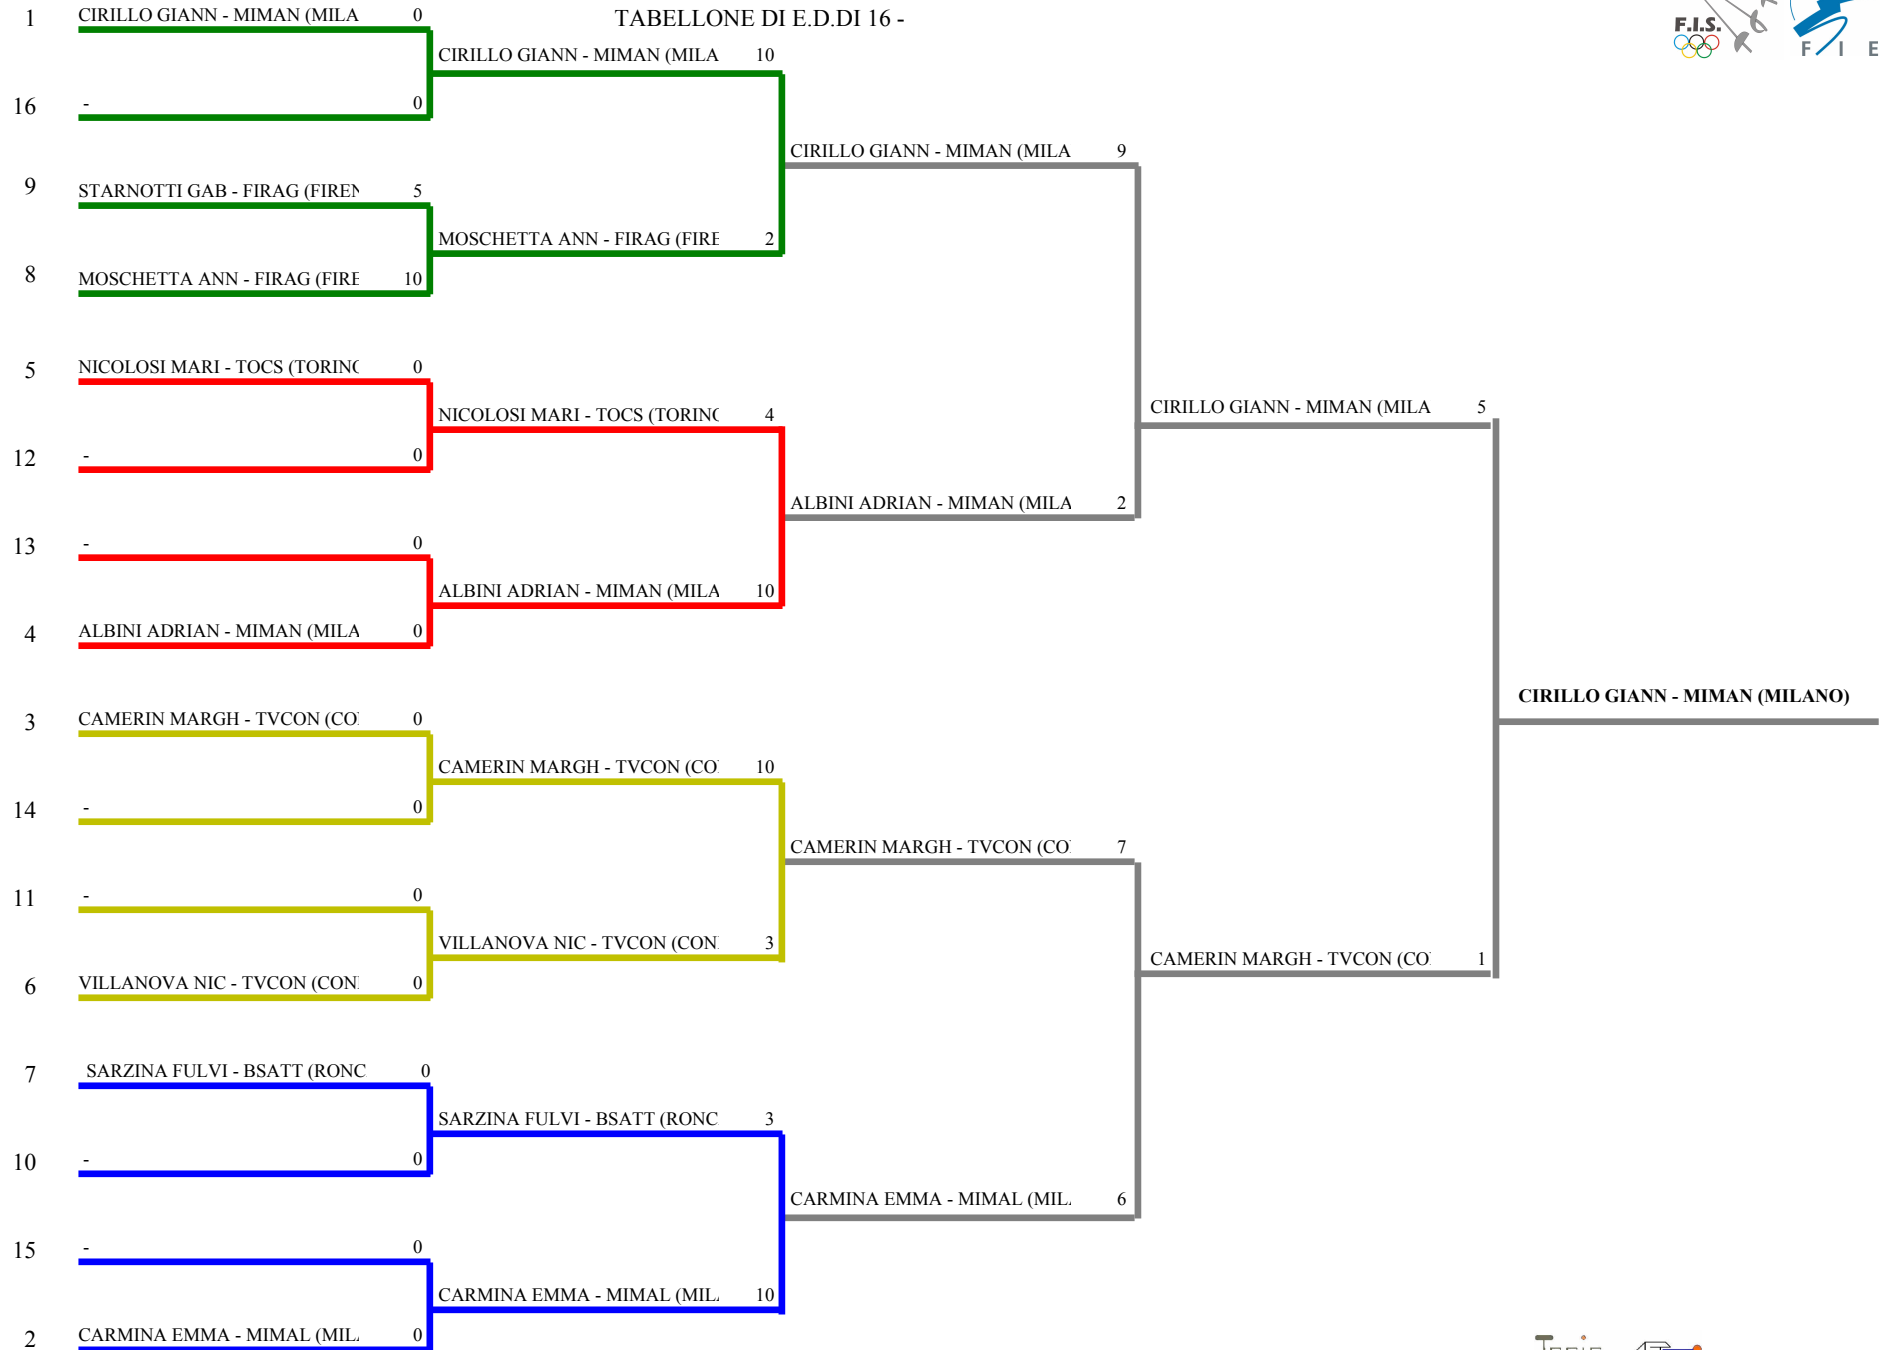 TABELLONE DI E.D.DI 16 -
F.I.S.
F I E
1 CIRILLO GIANN - MIMAN (MILA 0
CIRILLO GIANN - MIMAN (MILA 10
16 - 0
CIRILLO GIANN - MIMAN (MILA 9
9 STARNOTTI GAB - FIRAG (FIREN 5
MOSCHETTA ANN - FIRAG (FIRE 2
8 MOSCHETTA ANN - FIRAG (FIRE 10
5 NICOLOSI MARI - TOCS (TORINO 0
NICOLOSI MARI - TOCS (TORINO 4
CIRILLO GIANN - MIMAN (MILA 5
12 - 0
ALBINI ADRIAN - MIMAN (MILA 2
13 - 0
ALBINI ADRIAN - MIMAN (MILA 10
4 ALBINI ADRIAN - MIMAN (MILA 0
CIRILLO GIANN - MIMAN (MILANO)
3 CAMERIN MARGH - TVCON (CO 0
CAMERIN MARGH - TVCON (CO 10
14 - 0
CAMERIN MARGH - TVCON (CO 7
11 - 0
VILLANOVA NIC - TVCON (CON 3
CAMERIN MARGH - TVCON (CO 1
6 VILLANOVA NIC - TVCON (CON 0
7 SARZINA FULVI - BSATT (RONC 0
SARZINA FULVI - BSATT (RONC 3
10 - 0
CARMINA EMMA - MIMAL (MIL 6
15 - 0
CARMINA EMMA - MIMAL (MIL 10
2 CARMINA EMMA - MIMAL (MIL 0